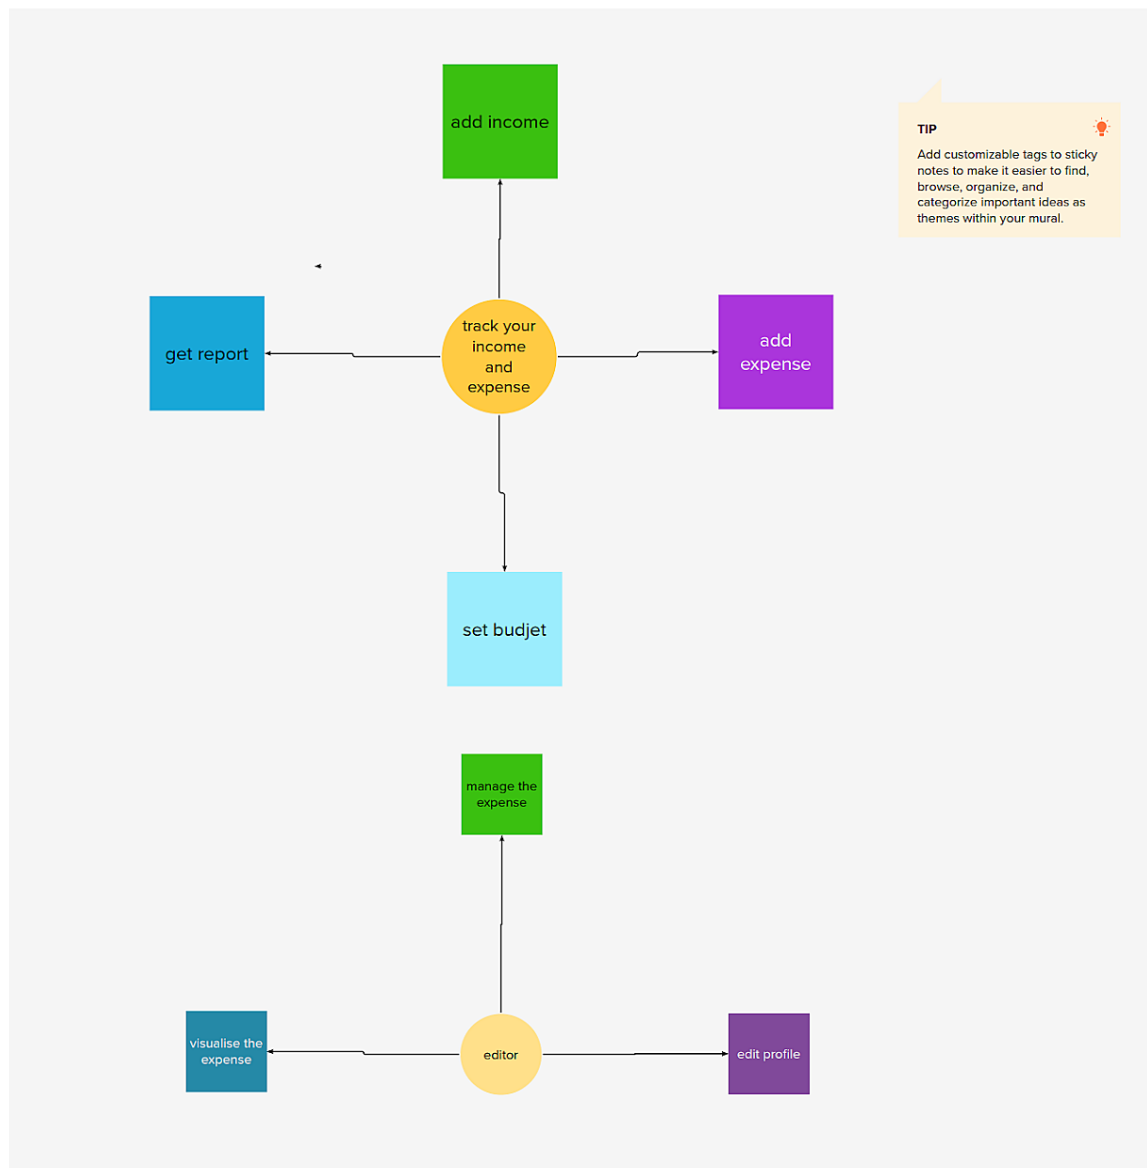 add income
TIP
Add customizable tags to sticky
notes to make it easier to find,
browse, organize, and
categorize important ideas as
themes within your mural.
get report
track your
income
and
expense
add
expense
set budjet
manage the
expense
visualise the
expense
editor
edit profile